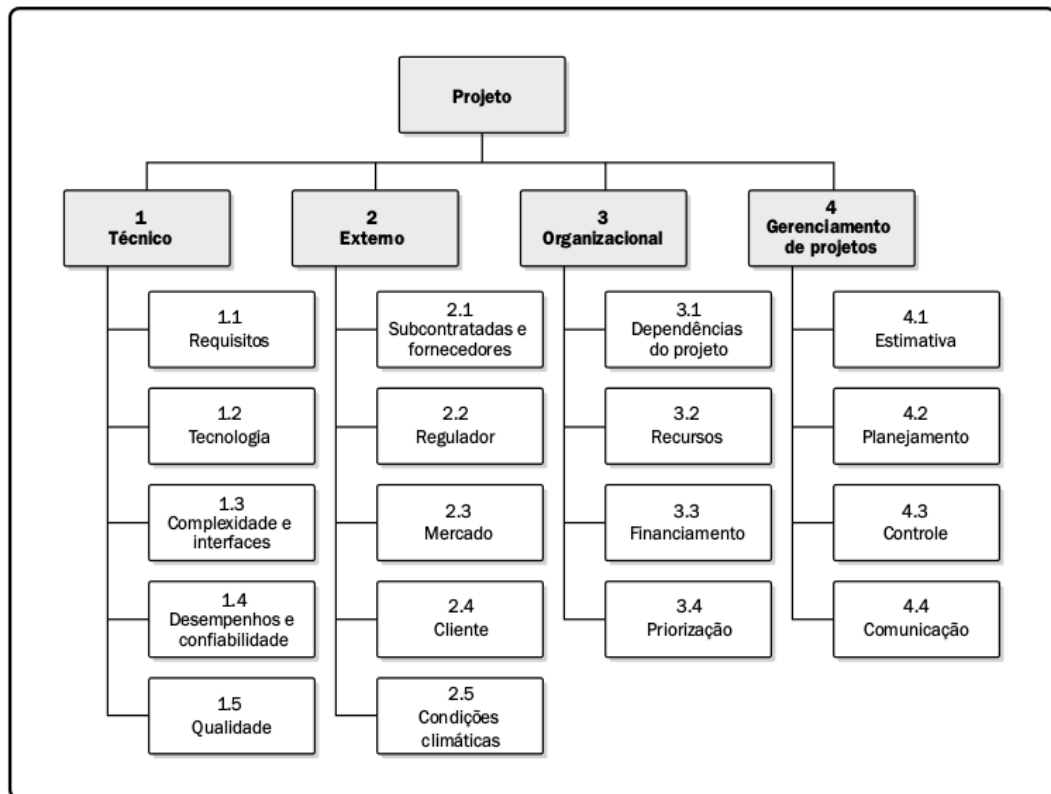 Projeto
1
Técnico
2
Externo
3
Organizacional
4
Gerenciamento
de projetos
1.1
Requisitos
1.2
Tecnologia
1.3
Complexidade e
interfaces
1.4
Desempenhos e
confiabilidade
1.5
Qualidade
2.1
Subcontratadas e
fornecedores
2.2
Regulador
2.3
Mercado
2.4
Cliente
2.5
Condições
climáticas
3.1
Dependências
do projeto
3.2
Recursos
3.3
Financiamento
3.4
Priorização
4.1
Estimativa
4.2
Planejamento
4.3
Controle
4.4
Comunicação